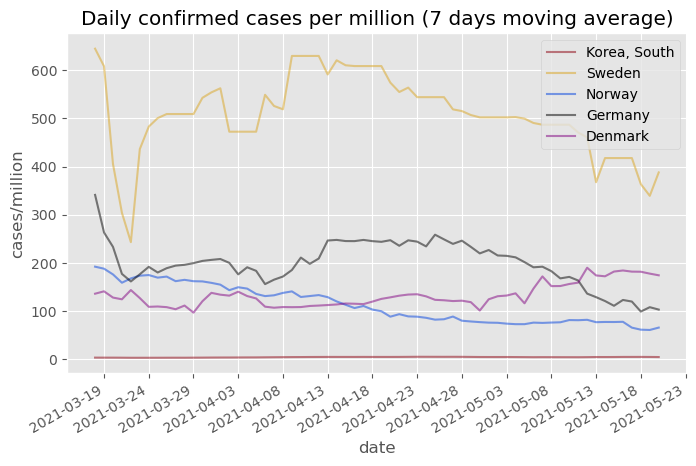 Daily confirmed cases per million (7 days moving average)
cases/million
600
500
400
300
200
100
0
Korea, South
Sweden
Norway
Germany
Denmark
2021-03-19
2021-03-24
2021-03-29
2021-04-03
2021-04-08
2021-04-13
2021-04-18
2021-04-23
2021-04-28
2021-05-03
2021-05-08
2021-05-13
2021-05-18
2021-05-23
date